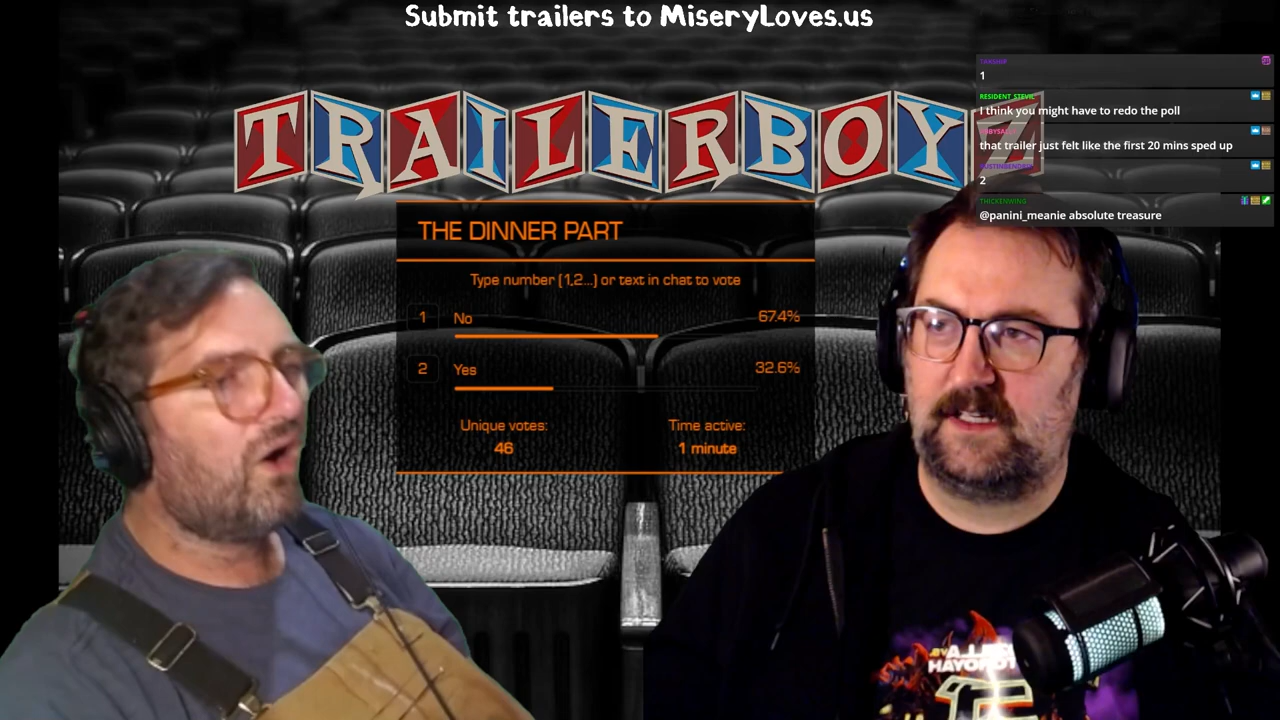 Submit trailers to MiseryLoves.us
TRAILERBOYZ
1
RESIDENT STEVIL
I think you might have to redo the poll
that trailer just felt like the first 20 mins sped up
2
THICKENWING
@panini_meanie absolute treasure
THE DINNER PART
Type number (1,2...) or text in chat to vote
1 No 67.4%
2 Yes 32.6%
Unique votes: Time active:
46 1 minute